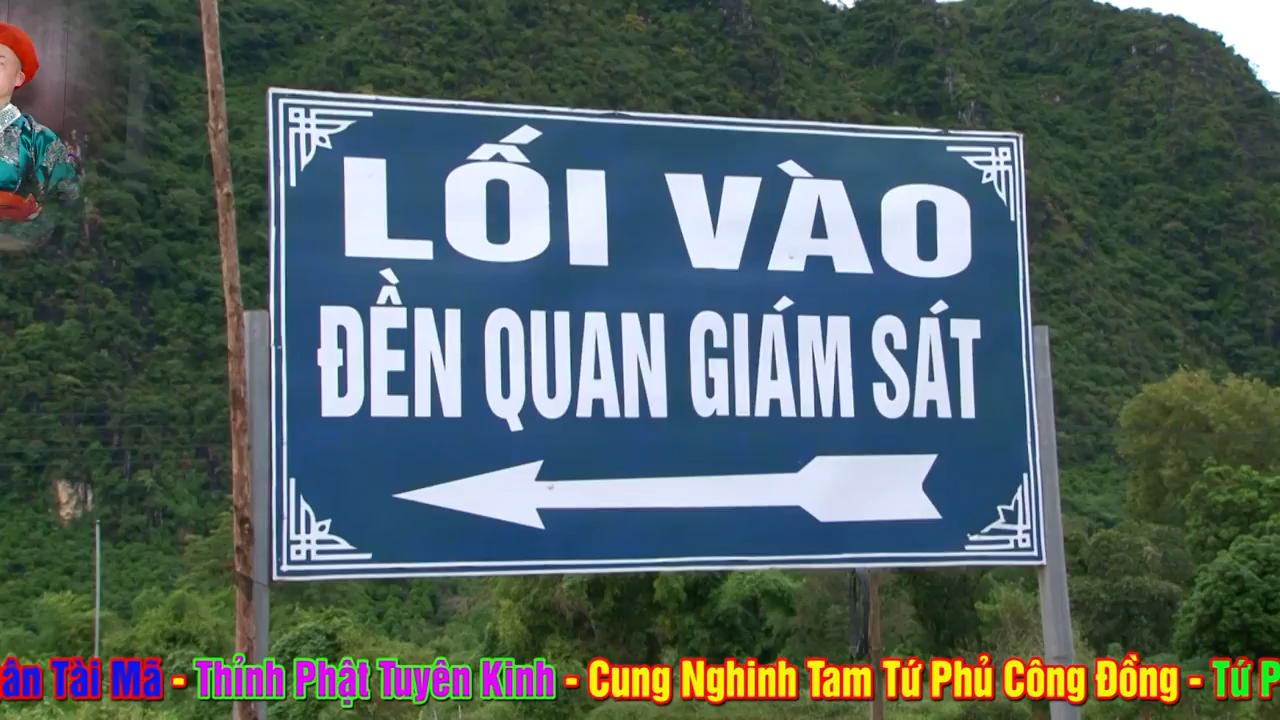 LỐI VÀO
ĐỀN QUAN GIÁM SÁT
Tài Mã - Thỉnh Phật Tuyên Kinh - Cung Nghinh Tam Tứ Phủ Công Đồng - Tứ